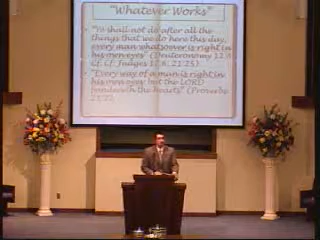 "Whatever Works"
"Ye shall not do after all the
things that we do here this day,
every man whatsoever is right in
his own eyes" (Deuteronomy 12:8
Cf. Judges 17:6; 21:25).
"Every way of a man is right in
his own eyes: but the LORD
pondereth the hearts" (Proverbs
21:2).